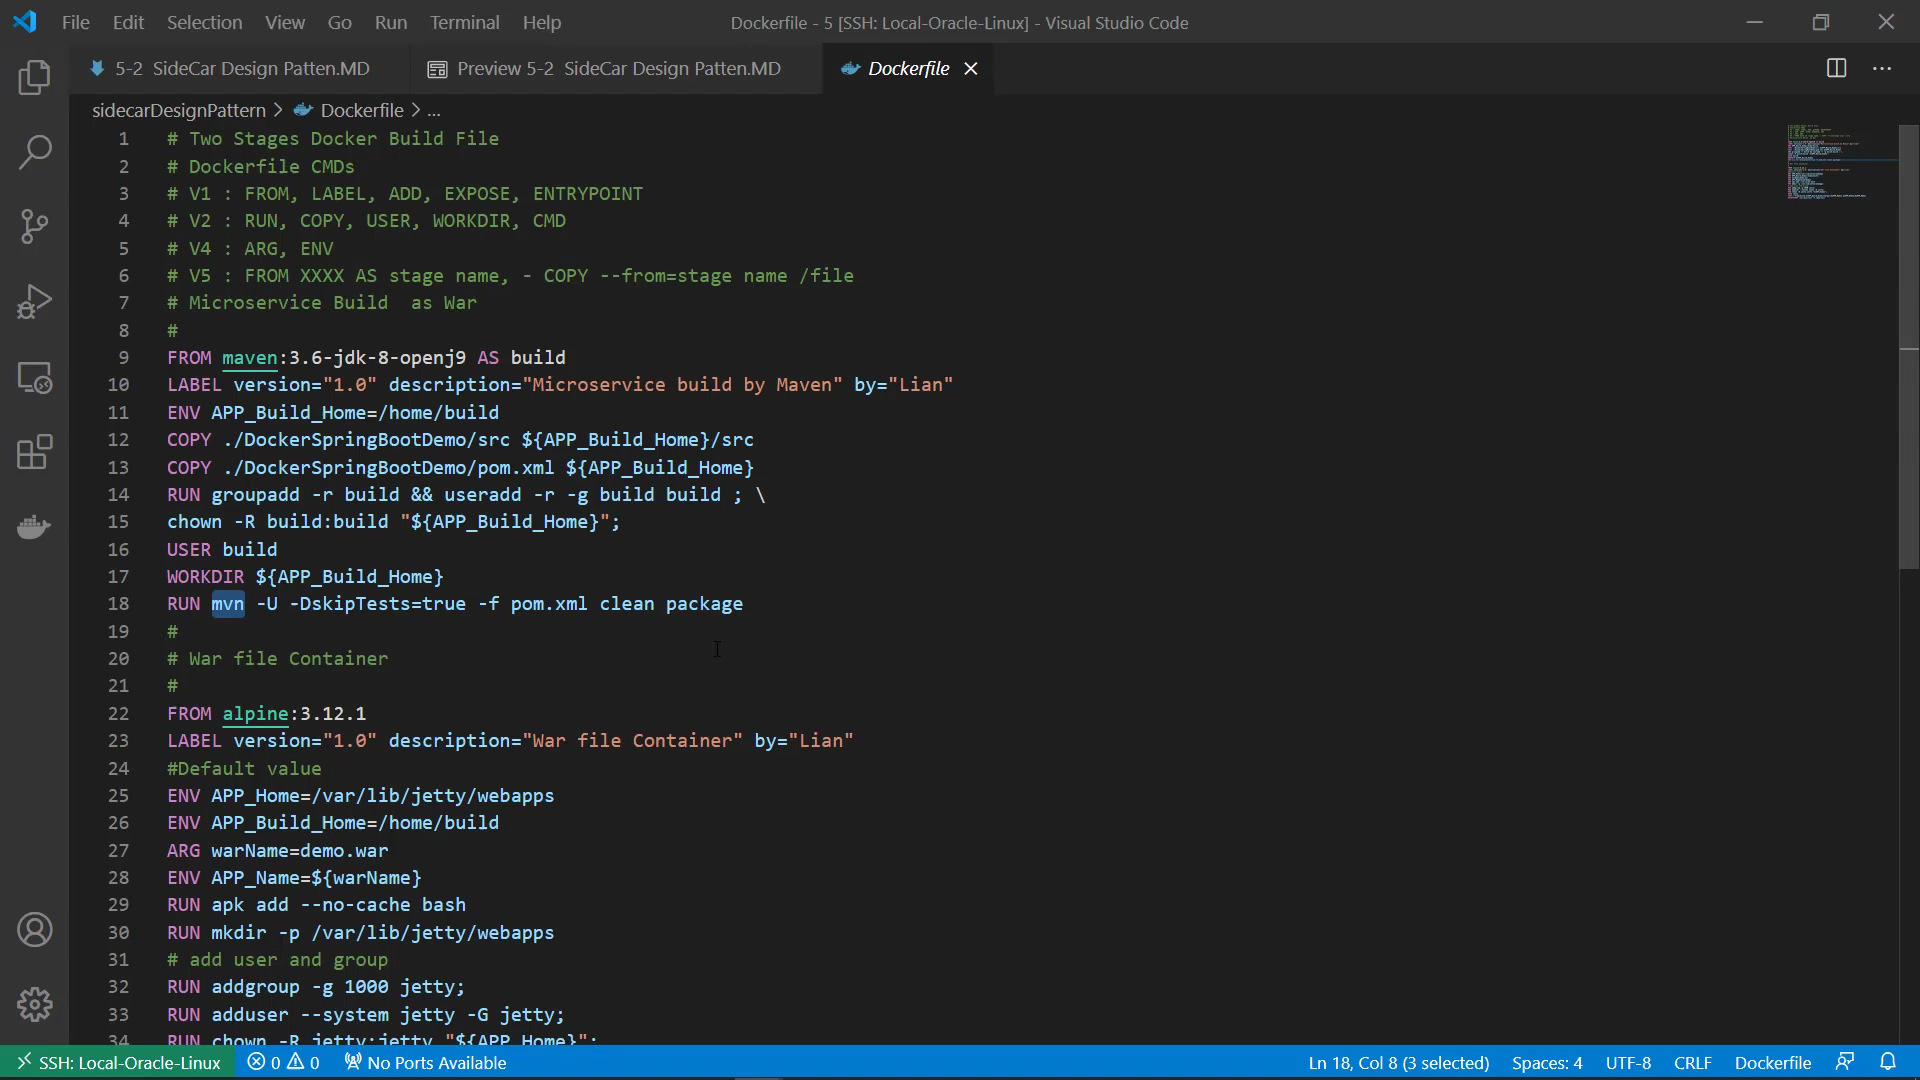 File Edit Selection View Go Run Terminal Help Dockerfile - 5 [SSH: Local-Oracle-Linux] - Visual Studio Code
5-2 SideCar Design Patten.MD Preview 5-2 SideCar Design Patten.MD Dockerfile
sidecarDesignPattern > Dockerfile > ...
1 # Two Stages Docker Build File
2 # Dockerfile CMDs
3 # V1 : FROM, LABEL, ADD, EXPOSE, ENTRYPOINT
4 # V2 : RUN, COPY, USER, WORKDIR, CMD
5 # V4 : ARG, ENV
6 # V5 : FROM XXXX AS stage name, - COPY --from=stage name /file
7 # Microservice Build  as War
8 #
9 FROM maven:3.6-jdk-8-openj9 AS build
10 LABEL version="1.0" description="Microservice build by Maven" by="Lian"
11 ENV APP_Build_Home=/home/build
12 COPY ./DockerSpringBootDemo/src ${APP_Build_Home}/src
13 COPY ./DockerSpringBootDemo/pom.xml ${APP_Build_Home}
14 RUN groupadd -r build && useradd -r -g build build ; \
15 chown -R build:build "${APP_Build_Home}";
16 USER build
17 WORKDIR ${APP_Build_Home}
18 RUN mvn -U -DskipTests=true -f pom.xml clean package
19 #
20 # War file Container
21 #
22 FROM alpine:3.12.1
23 LABEL version="1.0" description="War file Container" by="Lian"
24 #Default value
25 ENV APP_Home=/var/lib/jetty/webapps
26 ENV APP_Build_Home=/home/build
27 ARG warName=demo.war
28 ENV APP_Name=${warName}
29 RUN apk add --no-cache bash
30 RUN mkdir -p /var/lib/jetty/webapps
31 # add user and group
32 RUN addgroup -g 1000 jetty;
33 RUN adduser --system jetty -G jetty;
34 RUN chown -R jetty:jetty "${APP_Home}";
SSH: Local-Oracle-Linux 0 0 No Ports Available Ln 18, Col 8 (3 selected) Spaces: 4 UTF-8 CRLF Dockerfile